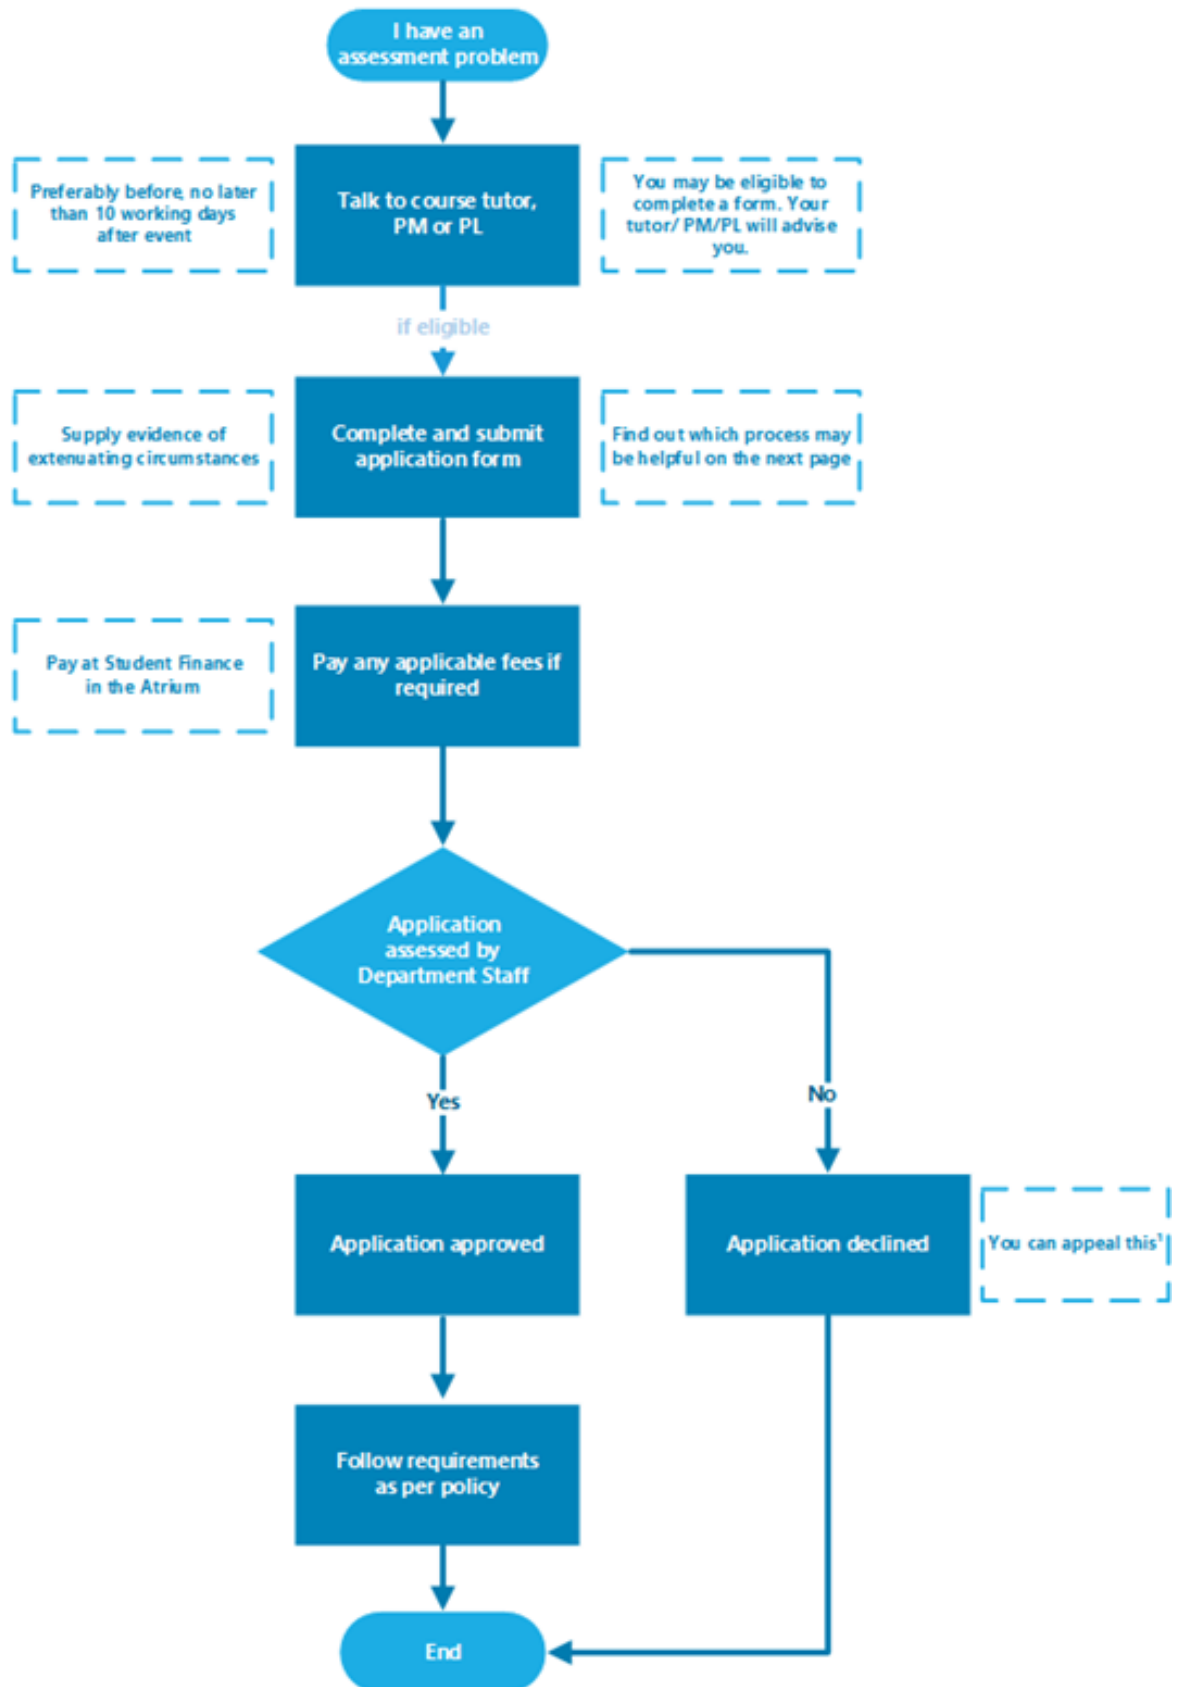 I have an
assessment problem
Preferably before, no later
than 10 working days
after event
Talk to course tutor,
PM or PL
You may be eligible to
complete a form. Your
tutor/ PM/PL will advise
you.
if eligible
Supply evidence of
extenuating circumstances
Complete and submit
application form
Find out which process may
be helpful on the next page
Pay at Student Finance
in the Atrium
Pay any applicable fees if
required
Application
assessed by
Department Staff
Yes
No
Application approved
Application declined
You can appeal this¹
Follow requirements
as per policy
End